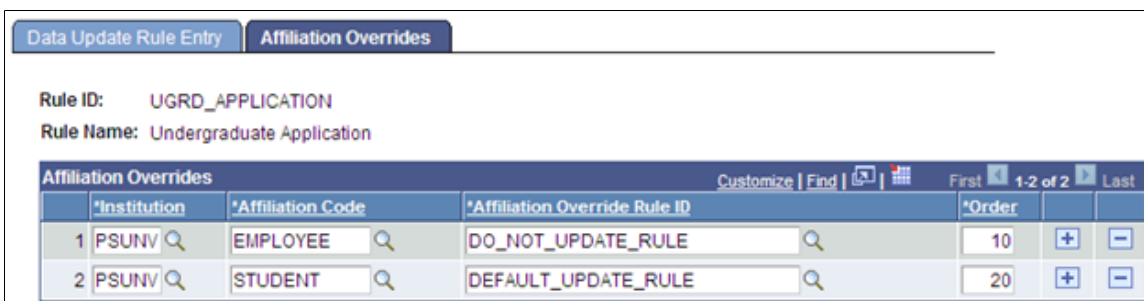 Data Update Rule Entry Affiliation Overrides
Rule ID: UGRD_APPLICATION
Rule Name: Undergraduate Application
Affiliation Overrides Customize | Find | | First 1-2 of 2 Last
*Institution *Affiliation Code *Affiliation Override Rule ID *Order
1 PSUNV EMPLOYEE DO_NOT_UPDATE_RULE 10 + -
2 PSUNV STUDENT DEFAULT_UPDATE_RULE 20 + -